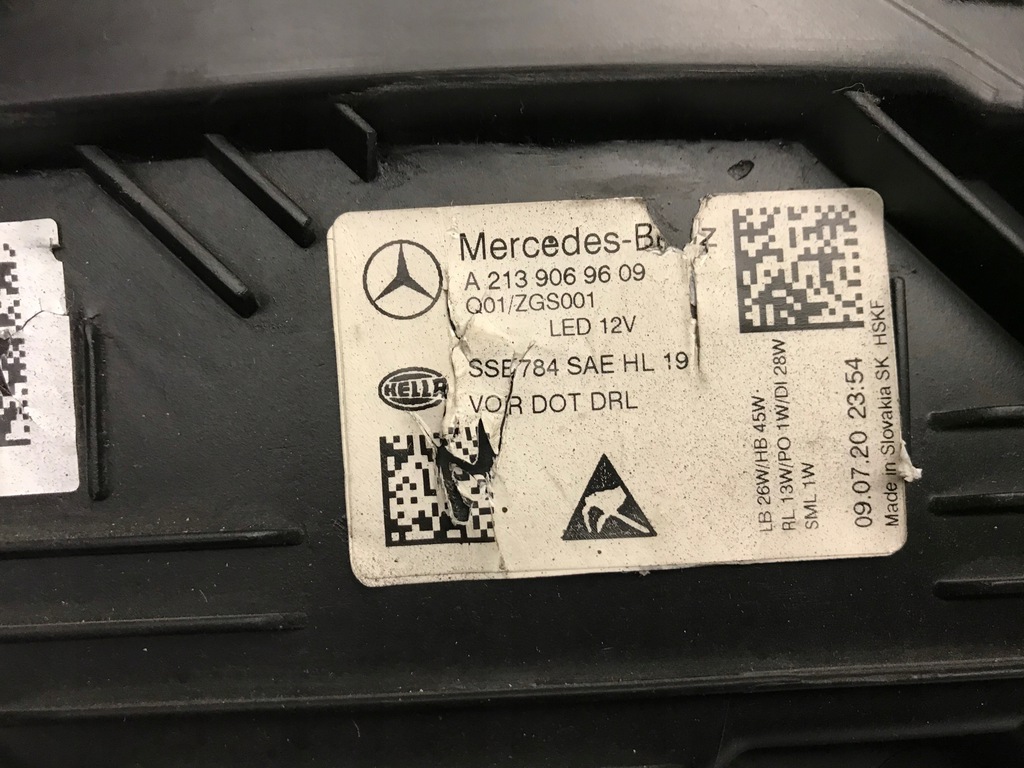 Mercedes-Benz
A 213 906 96 09
Q01/ZGS001
LED 12V
HELLA
SSE 784 SAE HL 19
VOR DOT DRL
LB 26W/HB 45W
RL 13W/PO 1W/DI 28W
SML 1W
09.07.20 23:54
Made in Slovakia SK HSKF